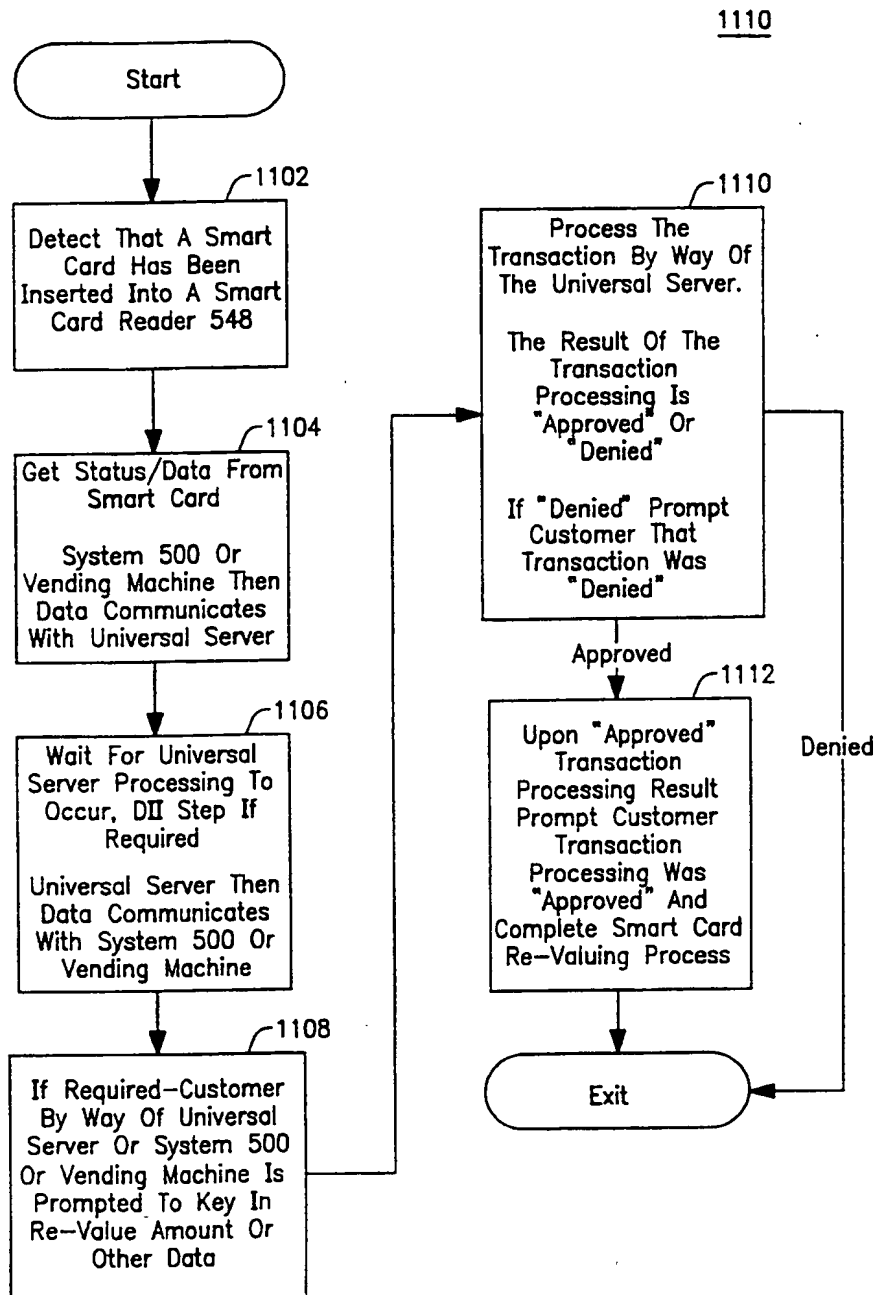 1110
Start
1102
Detect That A Smart
Card Has Been
Inserted Into A Smart
Card Reader 548
1104
Get Status/Data From
Smart Card
System 500 Or
Vending Machine Then
Data Communicates
With Universal Server
1106
Wait For Universal
Server Processing To
Occur, DII Step If
Required
Universal Server Then
Data Communicates
With System 500 Or
Vending Machine
1108
If Required-Customer
By Way Of Universal
Server Or System 500
Or Vending Machine Is
Prompted To Key In
Re-Value Amount Or
Other Data
1110
Process The
Transaction By Way Of
The Universal Server.
The Result Of The
Transaction
Processing Is
"Approved" Or
"Denied"
If "Denied" Prompt
Customer That
Transaction Was
"Denied"
Approved
Denied
1112
Upon "Approved"
Transaction
Processing Result
Prompt Customer
Transaction
Processing Was
"Approved" And
Complete Smart Card
Re-Valuing Process
Exit